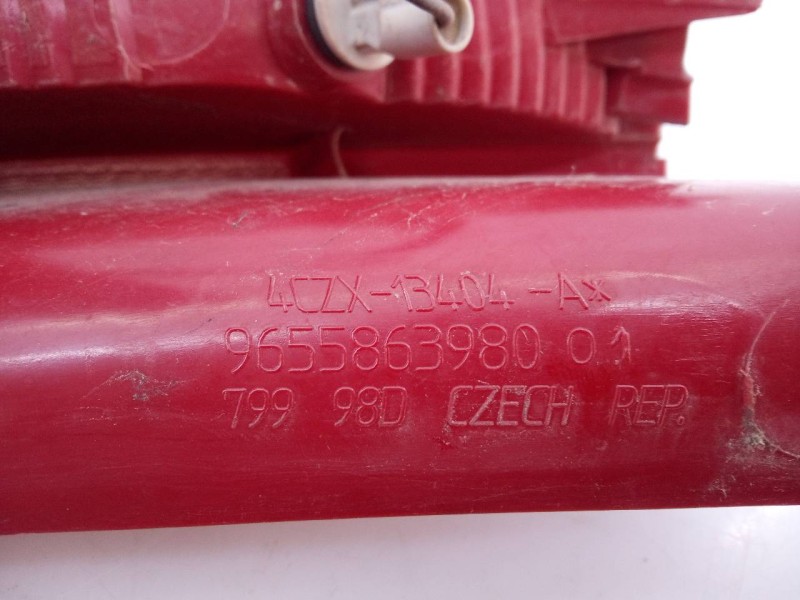 4CZX-13404-A*
9655863980 01
799 98D CZECH REP.